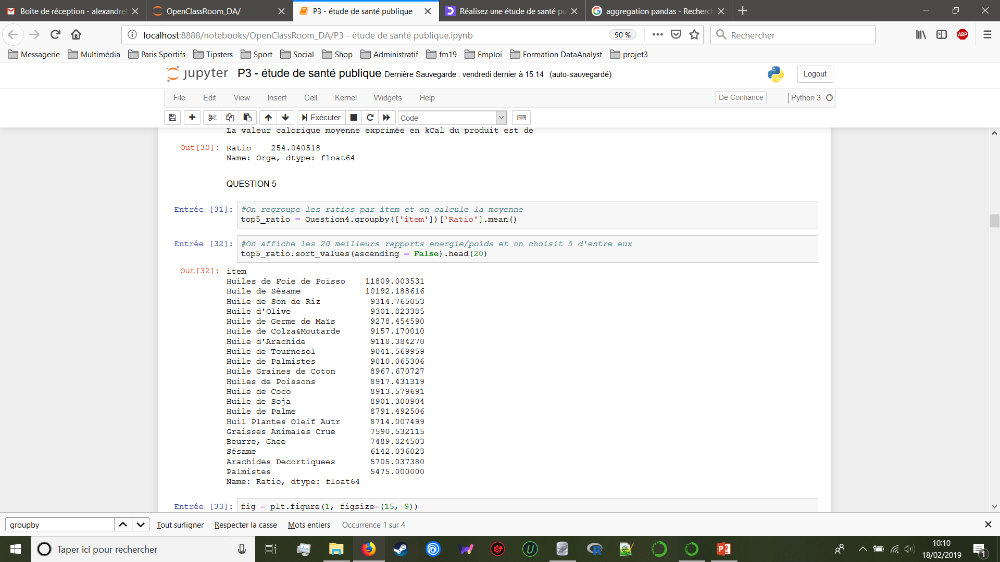 Boîte de réception - alexandrel
OpenClassRoom_DA/
P3 - étude de santé publique
Réalisez une étude de santé pu
aggregation pandas - Recherch
localhost:8888/notebooks/OpenClassRoom_DA/P3 - étude de santé publique.ipynb
90 %
Rechercher
ABP
Messagerie
Multimédia
Paris Sportifs
Tipsters
Sport
Social
Shop
Administratif
fm19
Emploi
Formation DataAnalyst
projet3
jupyter
P3 - étude de santé publique Dernière Sauvegarde : vendredi dernier à 15:14 (auto-sauvegardé)
Logout
File Edit View Insert Cell Kernel Widgets Help
De Confiance
Python 3
Exécuter
Code
La valeur calorique moyenne exprimée en kCal du produit est de
Out[30]: Ratio 254.040518
Name: Orge, dtype: float64
QUESTION 5
Entrée [31]: #On regroupe les ratios par item et on calcule la moyenne
top5_ratio = Question4.groupby(['item'])['Ratio'].mean()
Entrée [32]: #On affiche les 20 meilleurs rapports energie/poids et on choisit 5 d'entre eux
top5_ratio.sort_values(ascending = False).head(20)
Out[32]: item
Huiles de Foie de Poisso 11809.003531
Huile de Sésame 10192.188616
Huile de Son de Riz 9314.765053
Huile d'Olive 9301.823385
Huile de Germe de Maïs 9278.454590
Huile de Colza&Moutarde 9157.170010
Huile d'Arachide 9118.384270
Huile de Tournesol 9041.569959
Huile de Palmistes 9010.065306
Huile Graines de Coton 8967.670727
Huiles de Poissons 8917.431319
Huile de Coco 8913.579691
Huile de Soja 8901.300904
Huile de Palme 8791.492506
Huil Plantes Oleif Autr 8714.007499
Graisses Animales Crue 7590.532115
Beurre, Ghee 7489.824503
Sésame 6142.036023
Arachides Decortiquees 5705.037380
Palmistes 5475.000000
Name: Ratio, dtype: float64
Entrée [33]: fig = plt.figure(1, figsize=(15, 9))
groupby
Tout surligner
Respecter la casse
Mots entiers
Occurrence 1 sur 4
Taper ici pour rechercher
10:10
18/02/2019
1